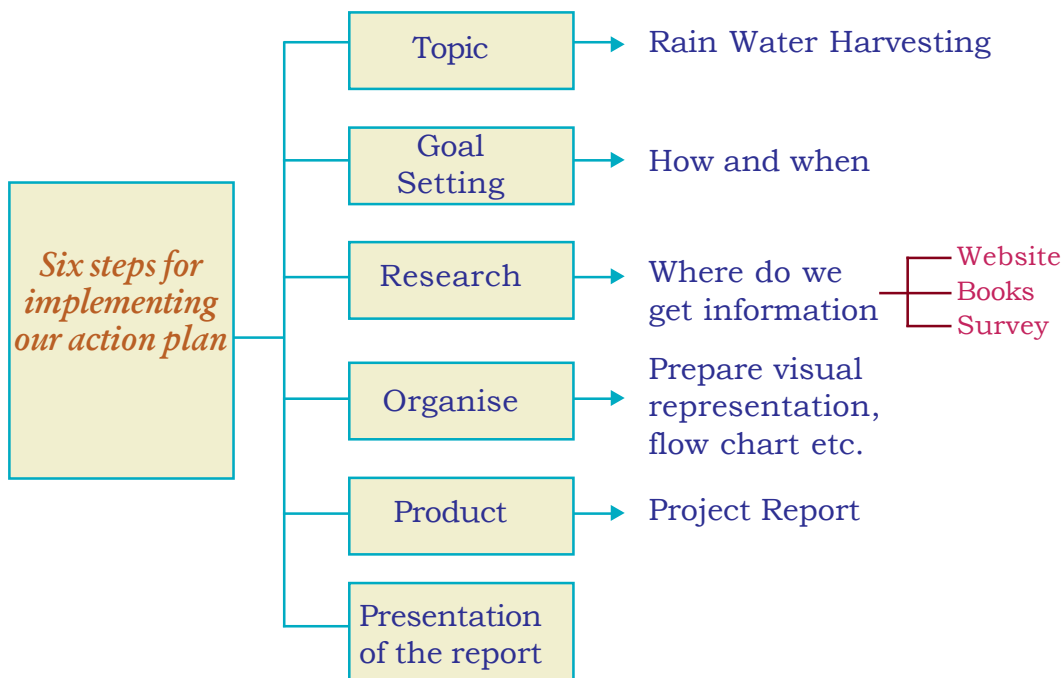 Six steps for
implementing
our action plan
Topic
Rain Water Harvesting
Goal
Setting
How and when
Research
Where do we
get information
Website
Books
Survey
Organise
Prepare visual
representation,
flow chart etc.
Product
Project Report
Presentation
of the report